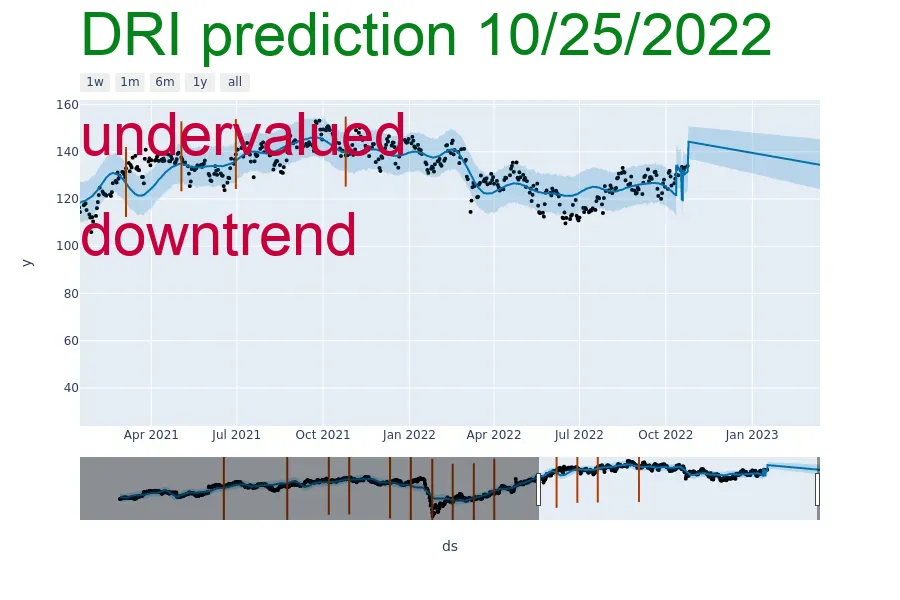 DRI prediction 10/25/2022
1w 1m 6m 1y all
160
undervalued
140
120
downtrend
100
80
60
40
y
Apr 2021 Jul 2021 Oct 2021 Jan 2022 Apr 2022 Jul 2022 Oct 2022 Jan 2023
ds